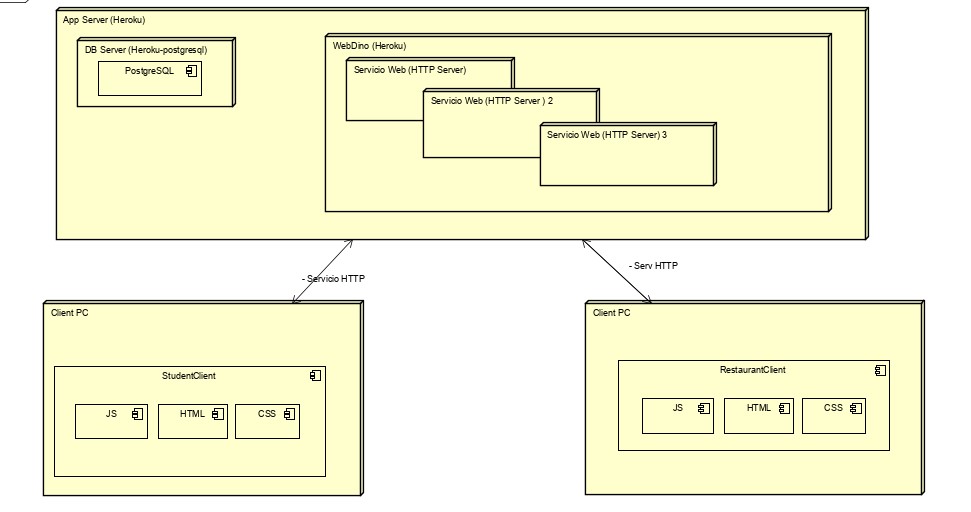 App Server (Heroku)
DB Server (Heroku-postgresql)
PostgreSQL
WebDino (Heroku)
Servicio Web (HTTP Server)
Servicio Web (HTTP Server ) 2
Servicio Web (HTTP Server) 3
- Servicio HTTP
- Serv HTTP
Client PC
StudentClient
JS
HTML
CSS
Client PC
RestaurantClient
JS
HTML
CSS